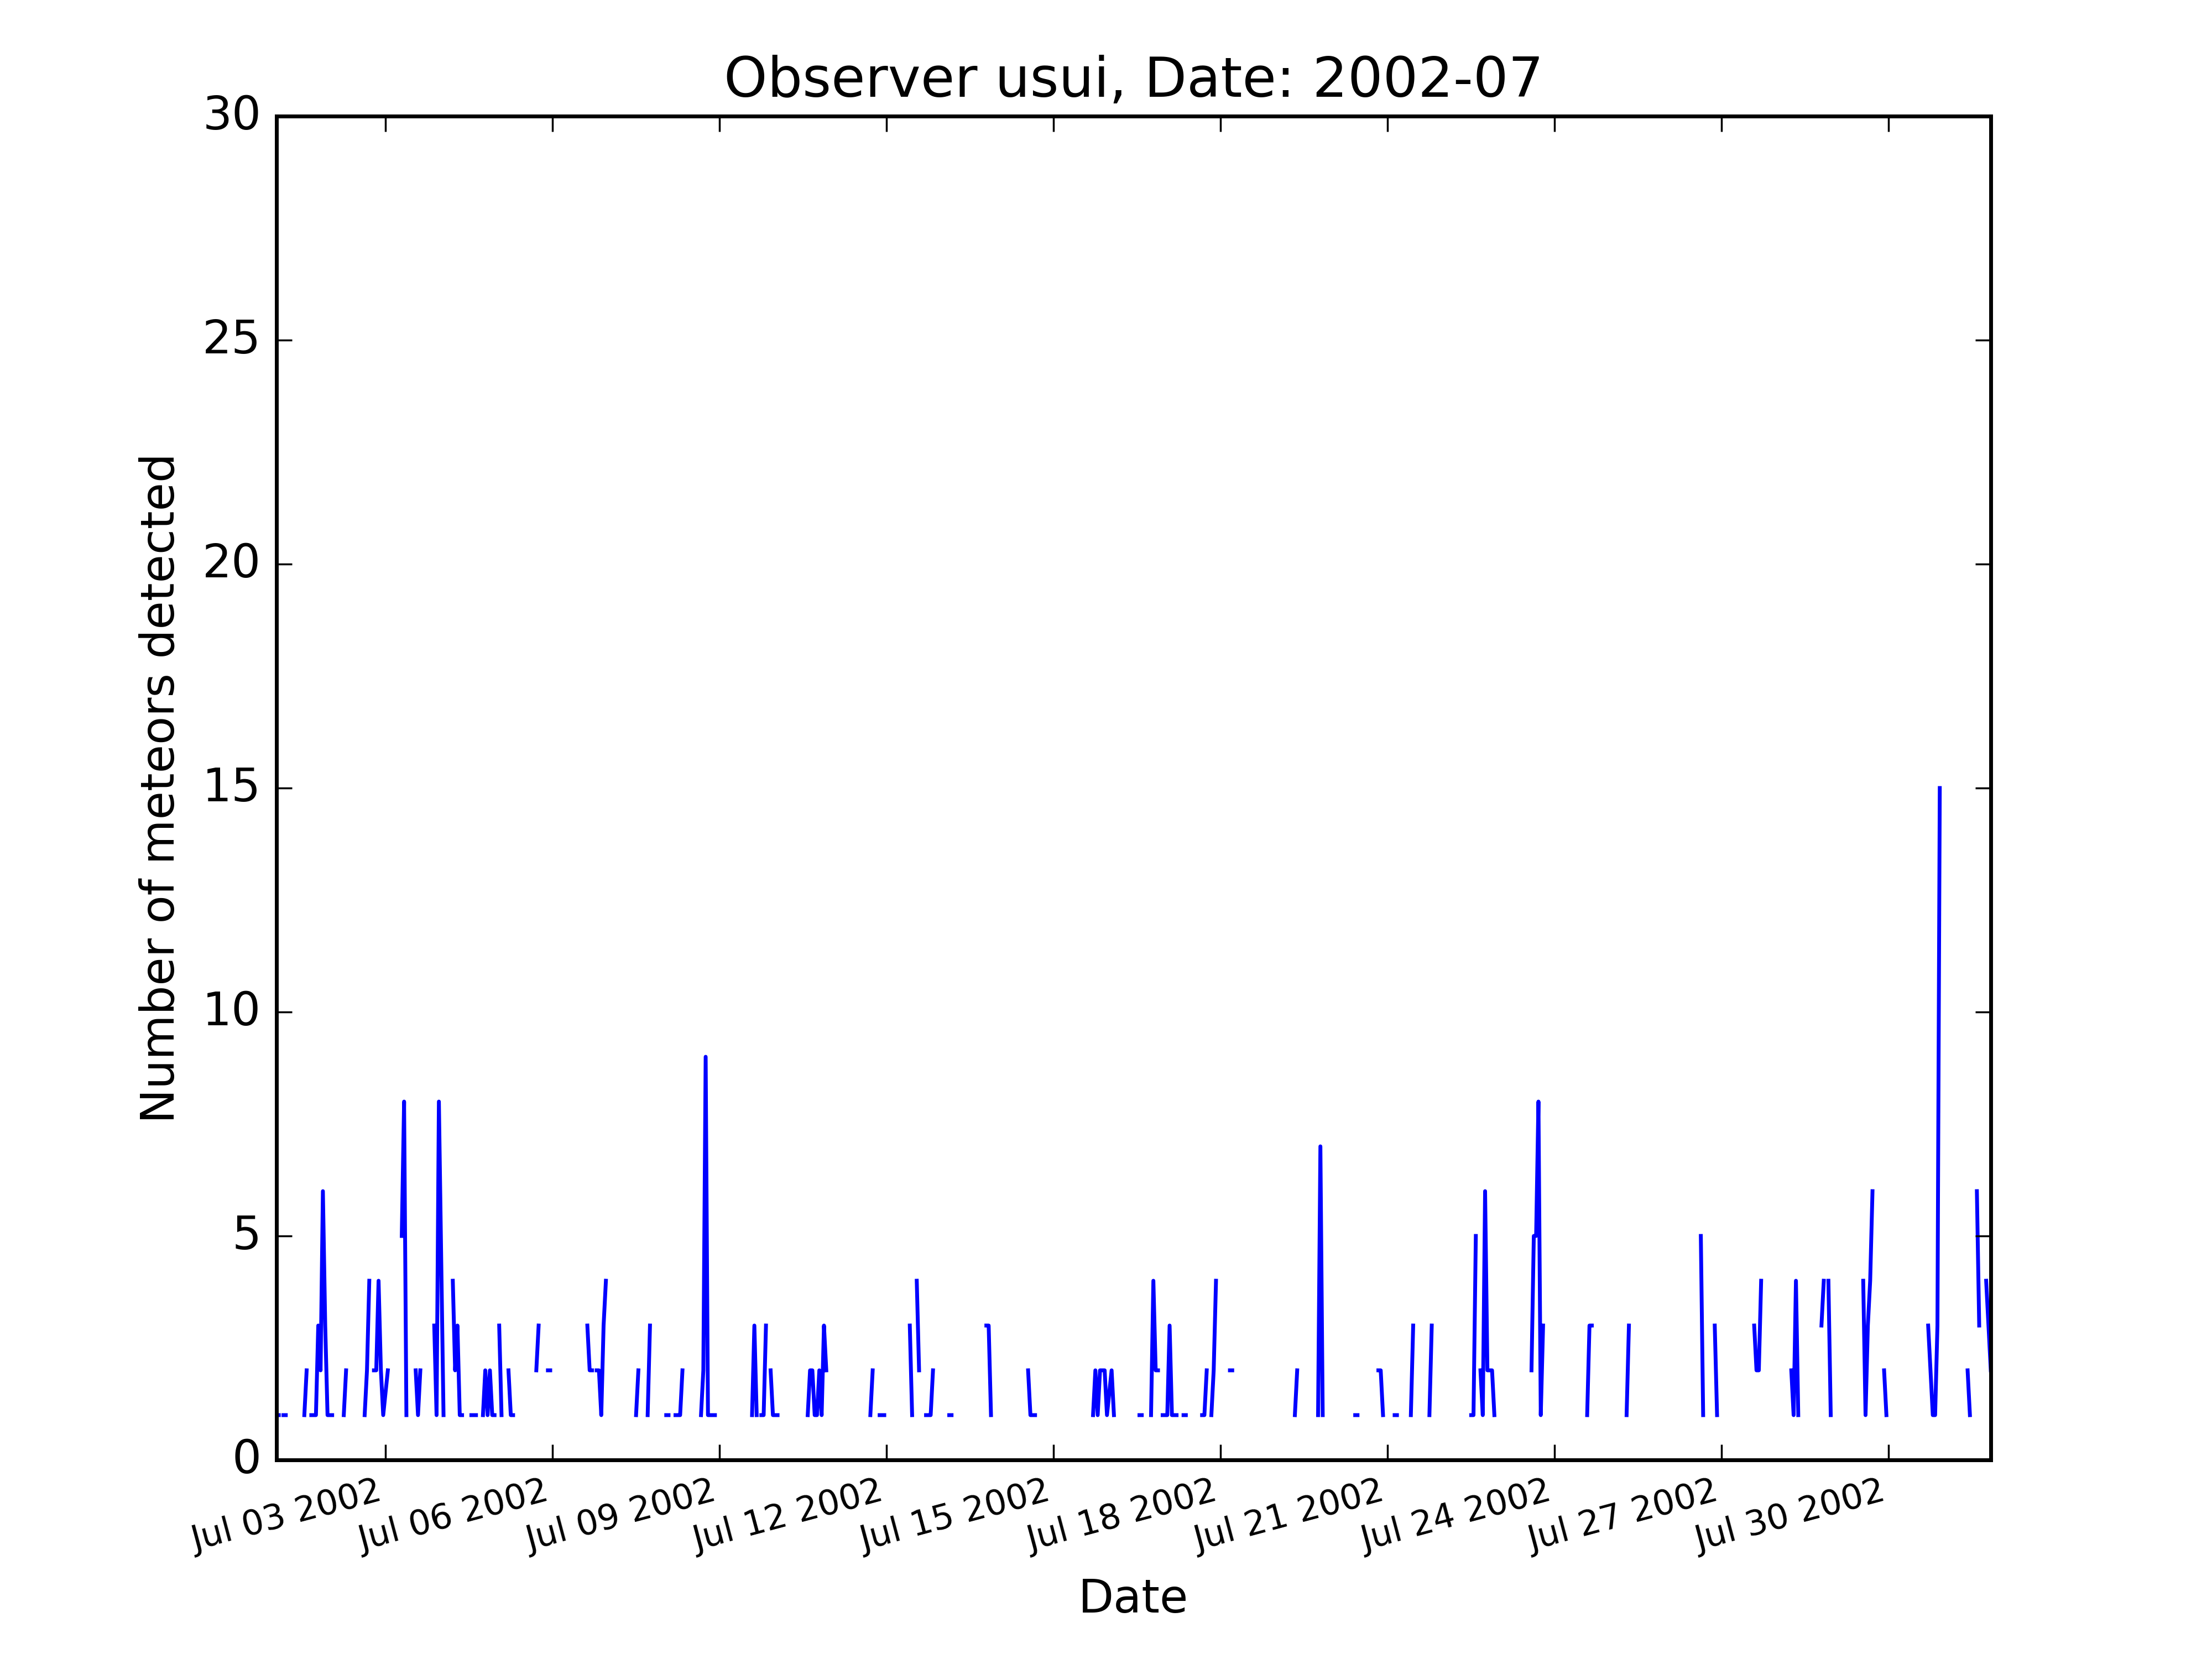 Observer usui, Date: 2002-07
30
25
20
15
10
5
0
Number of meteors detected
Jul 03 2002
Jul 06 2002
Jul 09 2002
Jul 12 2002
Jul 15 2002
Jul 18 2002
Jul 21 2002
Jul 24 2002
Jul 27 2002
Jul 30 2002
Date